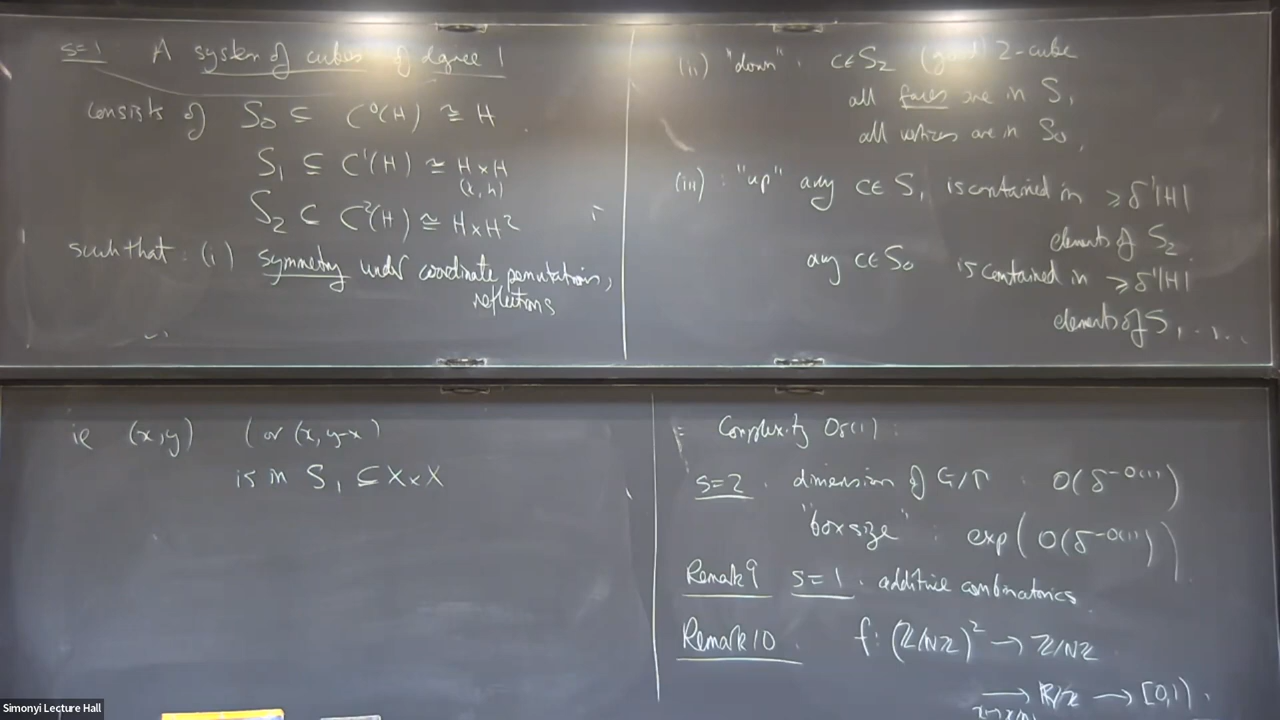 s=1: A system of cubes of degree 1
consists of S₀ ⊆ C⁰(H) ≅ H
S₁ ⊆ C¹(H) ≅ H×H
(x,h)
S₂ ⊂ C²(H) ≅ H×H²
such that: (i) symmetry under coordinate permutations,
reflections
(ii) "down": c∈S₂ (good) 2-cube
all faces are in S₁
all vertices are in S₀,
(iii): "up" any c∈S₁ is contained in ≥δ'|H|
elements of S₂.
any c∈S₀ is contained in ≥δ'|H|
elements of S₁ ....
ie (x,y) (or (x,y-x)
is in S₁ ⊆ X×X
Complexity O_δ(1):
s=2. dimension of G/Γ : O(δ^{-O(1)})
"box size" : exp(O(δ^{-O(1)}))
Remark 9 s=1. additive combinatorics.
Remark 10. f: (ℤ/Nℤ)² → ℤ/Nℤ
→ ℝ/ℤ → [0,1).
Simonyi Lecture Hall